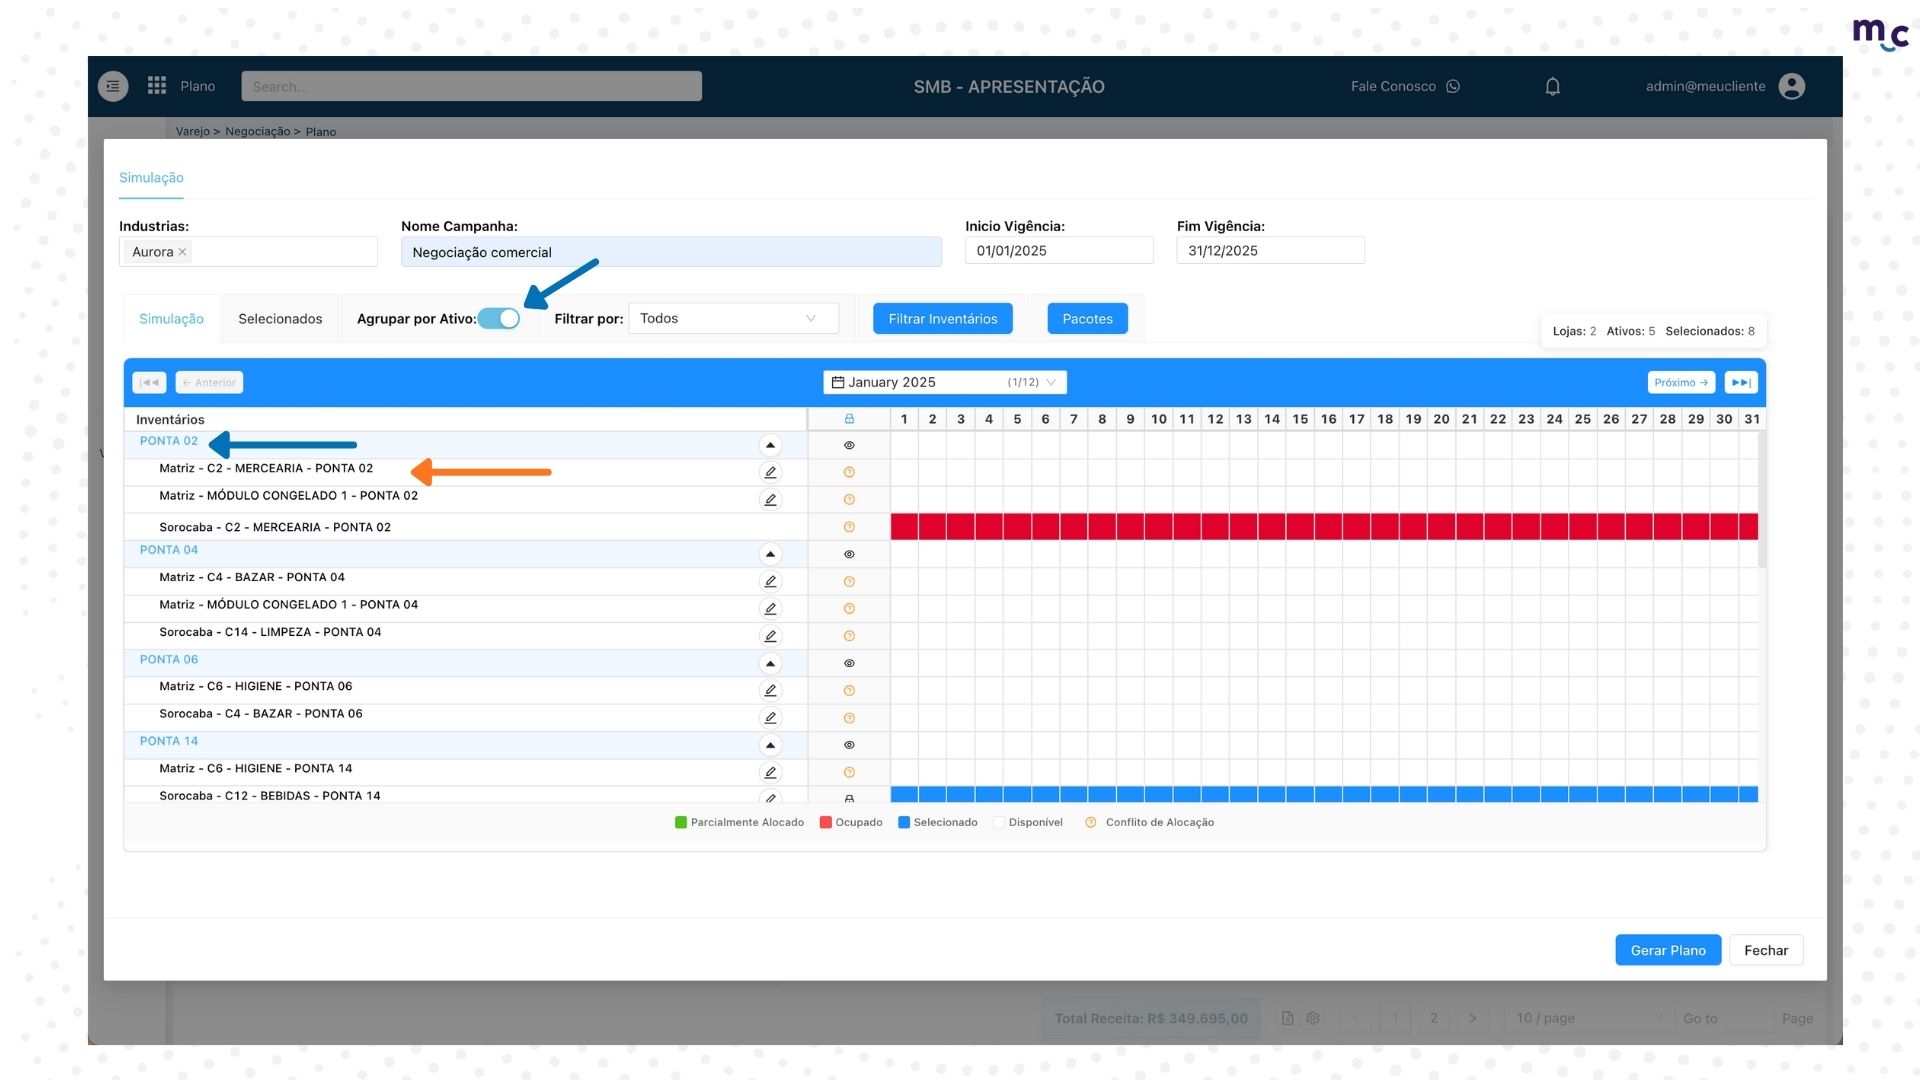 mc
Plano
Search...
SMB - APRESENTAÇÃO
Fale Conosco
admin@meucliente
Varejo > Negociação > Plano
Simulação
Industrias:
Nome Campanha:
Inicio Vigência:
Fim Vigência:
Aurora ×
Negociação comercial
01/01/2025
31/12/2025
Simulação
Selecionados
Agrupar por Ativo:
Filtrar por:
Todos
Filtrar Inventários
Pacotes
Lojas: 2 Ativos: 5 Selecionados: 8
← Anterior
January 2025 (1/12)
Próximo →
Inventários
1 2 3 4 5 6 7 8 9 10 11 12 13 14 15 16 17 18 19 20 21 22 23 24 25 26 27 28 29 30 31
PONTA 02
Matriz - C2 - MERCEARIA - PONTA 02
Matriz - MÓDULO CONGELADO 1 - PONTA 02
Sorocaba - C2 - MERCEARIA - PONTA 02
PONTA 04
Matriz - C4 - BAZAR - PONTA 04
Matriz - MÓDULO CONGELADO 1 - PONTA 04
Sorocaba - C14 - LIMPEZA - PONTA 04
PONTA 06
Matriz - C6 - HIGIENE - PONTA 06
Sorocaba - C4 - BAZAR - PONTA 06
PONTA 14
Matriz - C6 - HIGIENE - PONTA 14
Sorocaba - C12 - BEBIDAS - PONTA 14
Parcialmente Alocado Ocupado Selecionado Disponível Conflito de Alocação
Gerar Plano
Fechar
Total Receita: R$ 349.695,00
< 1 2 >
10 / page
Go to
Page